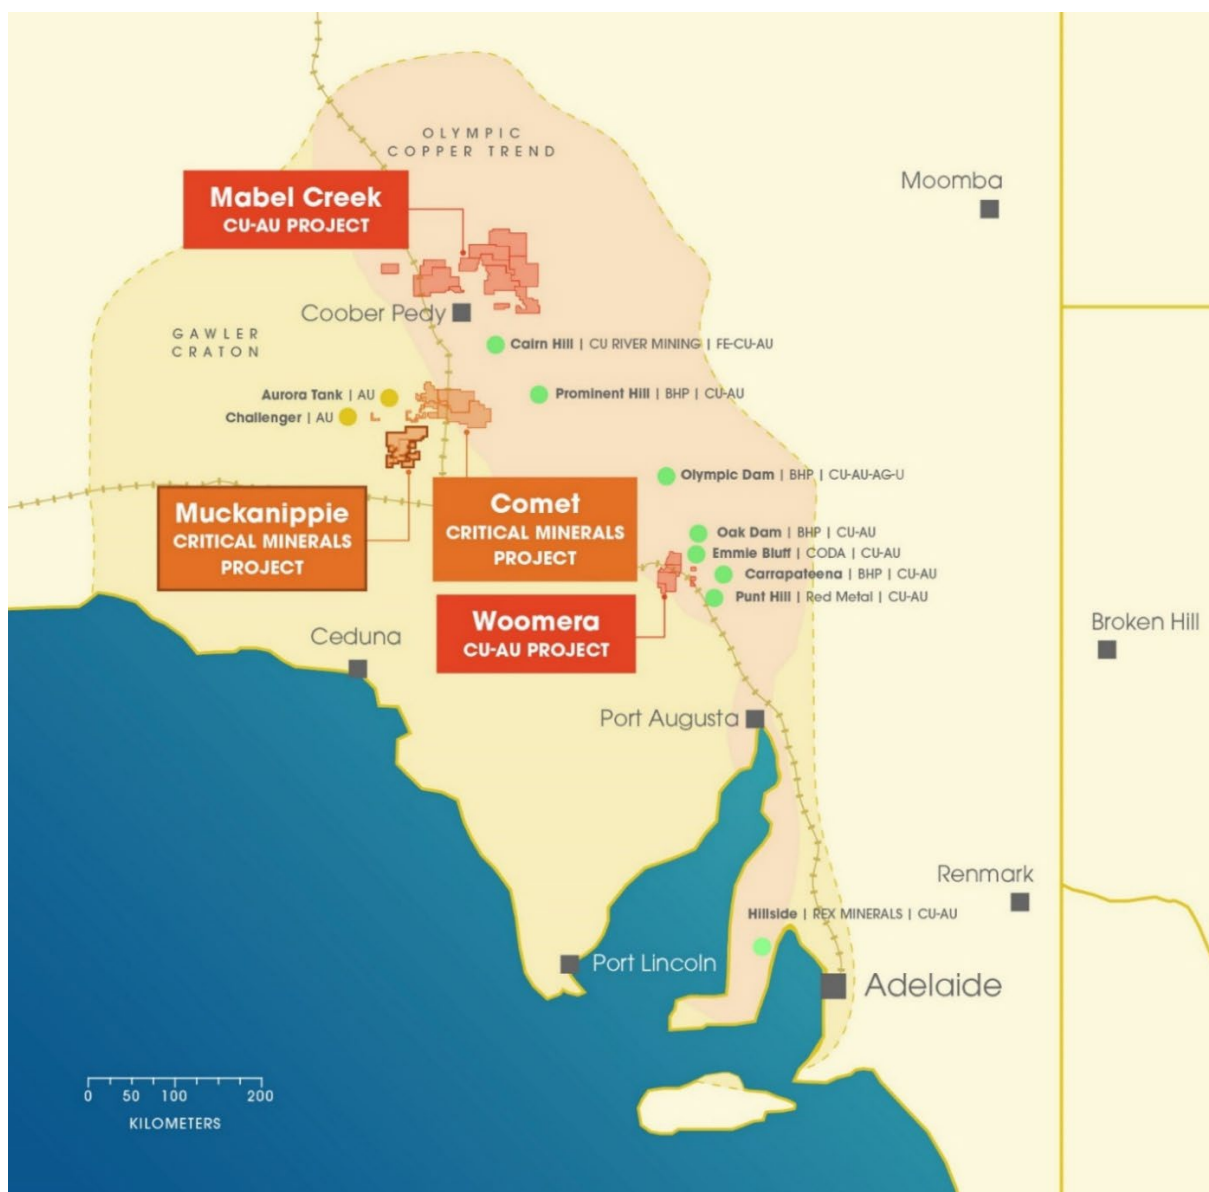 OLYMPIC
COPPER TREND
Moomba
Mabel Creek
CU-AU PROJECT
Coober Pedy
GAWLER
CRATON
Cairn Hill | CU RIVER MINING | FE-CU-AU
Aurora Tank | AU
Prominent Hill | BHP | CU-AU
Challenger | AU
Olympic Dam | BHP | CU-AU-AG-U
Muckanippie
CRITICAL MINERALS
PROJECT
Comet
CRITICAL MINERALS
PROJECT
Oak Dam | BHP | CU-AU
Emmie Bluff | CODA | CU-AU
Carrapateena | BHP | CU-AU
Punt Hill | Red Metal | CU-AU
Woomera
CU-AU PROJECT
Broken Hill
Ceduna
Port Augusta
Renmark
Hillside | REX MINERALS | CU-AU
Port Lincoln
Adelaide
0 50 100 200
KILOMETERS